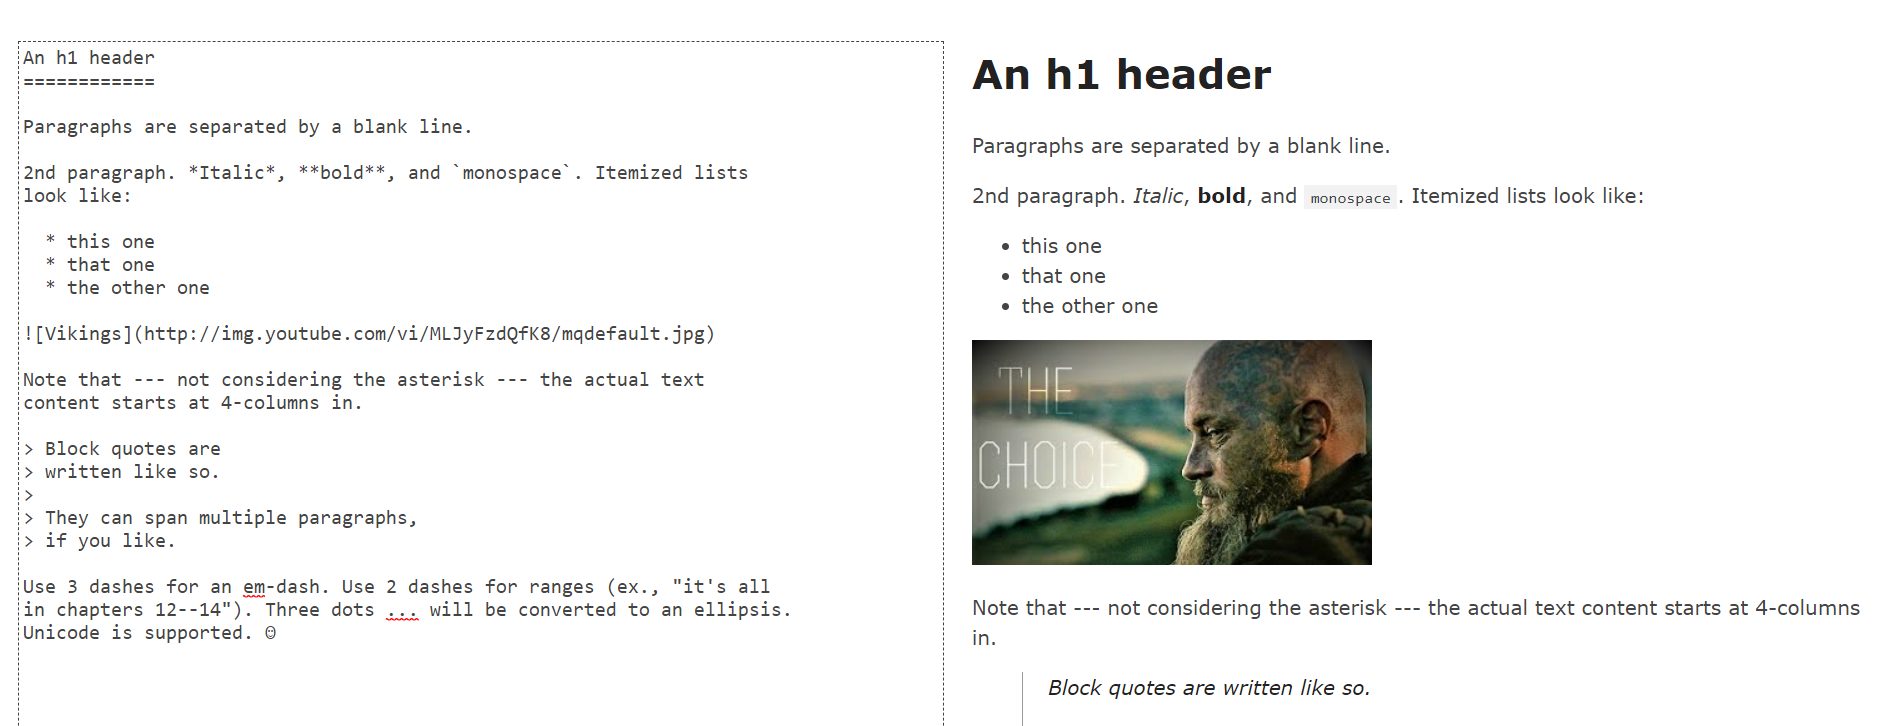 An h1 header
============
Paragraphs are separated by a blank line.
2nd paragraph. *Italic*, **bold**, and `monospace`. Itemized lists
look like:
* this one
* that one
* the other one
![Vikings](http://img.youtube.com/vi/MLJyFzdQfK8/mqdefault.jpg)
Note that --- not considering the asterisk --- the actual text
content starts at 4-columns in.
> Block quotes are
> written like so.
>
> They can span multiple paragraphs,
> if you like.
Use 3 dashes for an em-dash. Use 2 dashes for ranges (ex., "it's all
in chapters 12--14"). Three dots ... will be converted to an ellipsis.
Unicode is supported. ☺
An h1 header
Paragraphs are separated by a blank line.
2nd paragraph. Italic, bold, and monospace. Itemized lists look like:
• this one
• that one
• the other one
THE
CHOICE
Note that --- not considering the asterisk --- the actual text content starts at 4-columns
in.
Block quotes are written like so.